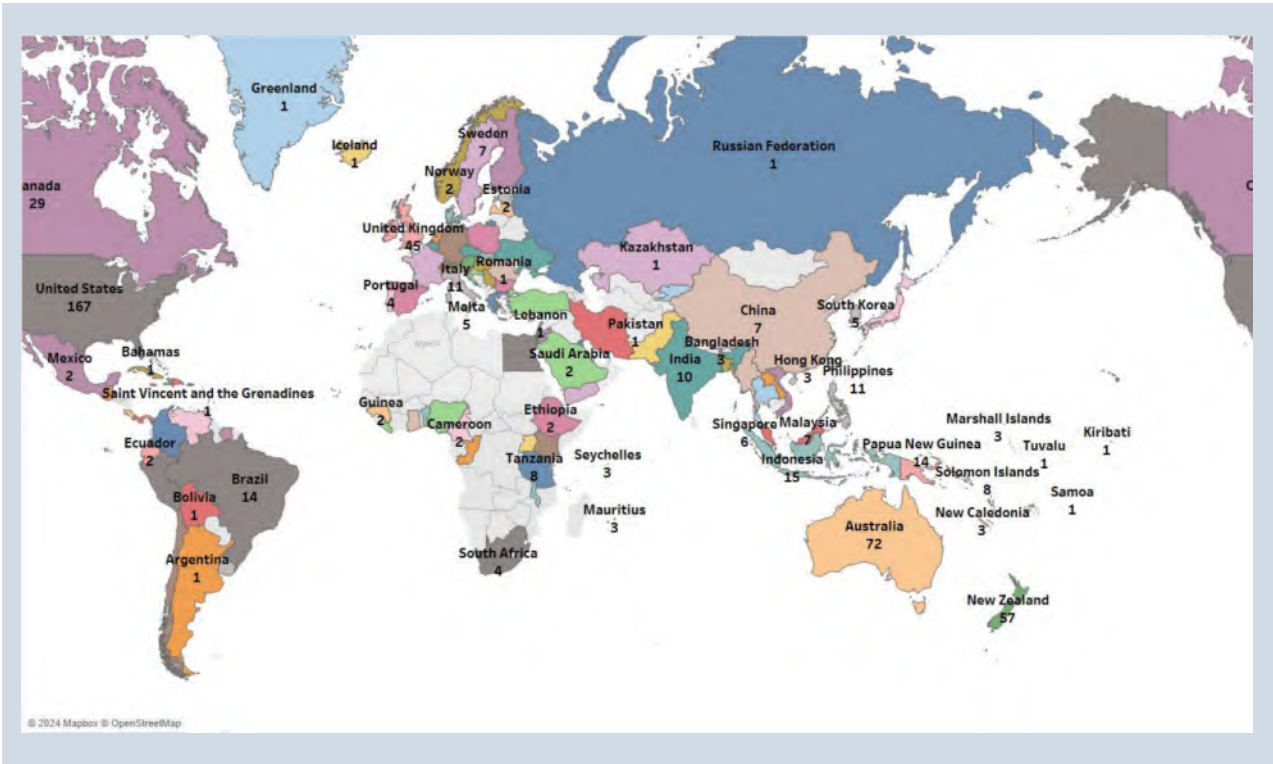 Greenland
1
Iceland
1
Sweden
7
Norway
2
Estonia
2
Russian Federation
1
anada
29
C
United Kingdom
45
Kazakhstan
1
Italy
11
Romania
1
Portugal
4
Malta
5
United States
167
Lebanon
1
Pakistan
1
China
7
South Korea
5
Mexico
2
Bahamas
1
Saudi Arabia
2
Bangladesh
3
India
10
Hong Kong
3
Philippines
11
Saint Vincent and the Grenadines
1
Guinea
2
Cameroon
2
Ethiopia
2
Singapore
6
Malaysia
7
Marshall Islands
3
Kiribati
1
Ecuador
2
Tanzania
8
Seychelles
3
Indonesia
15
Papua New Guinea
14
Tuvalu
1
Solomon Islands
8
Brazil
14
Bolivia
1
Mauritius
3
Samoa
1
New Caledonia
3
Australia
72
South Africa
4
Argentina
1
New Zealand
57
© 2024 Mapbox © OpenStreetMap